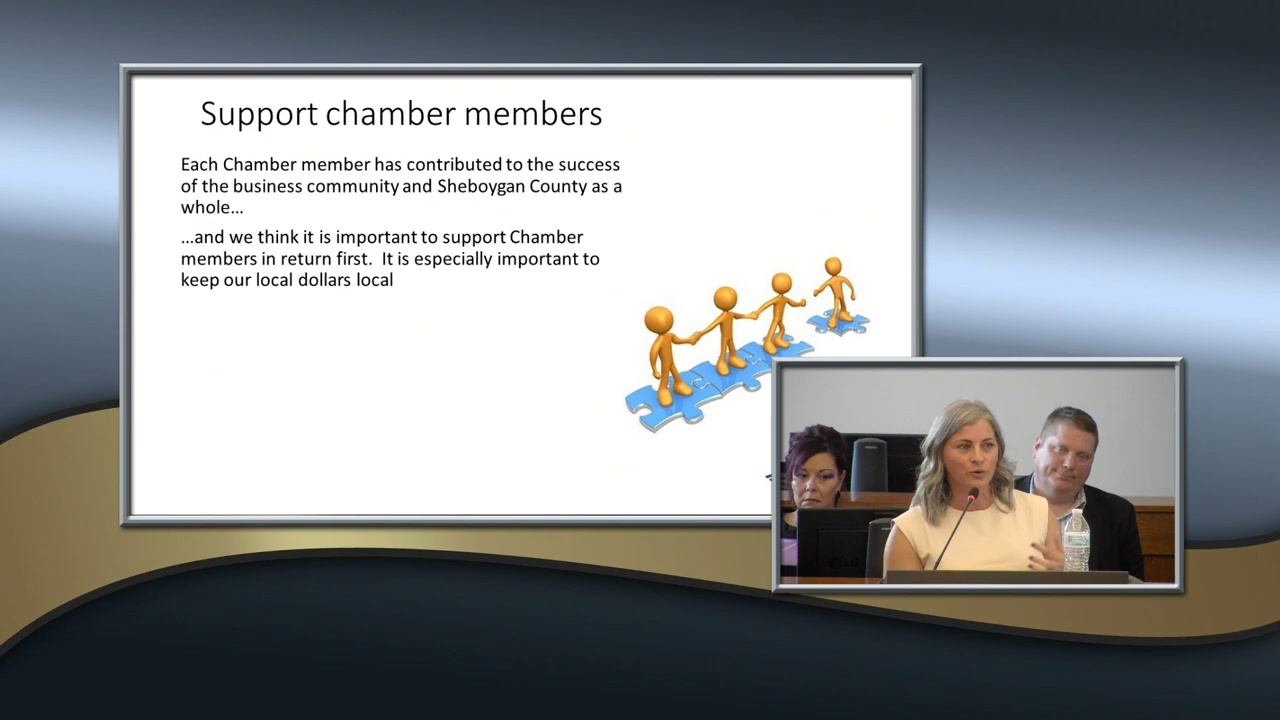 Support chamber members
Each Chamber member has contributed to the success
of the business community and Sheboygan County as a
whole…
…and we think it is important to support Chamber
members in return first.  It is especially important to
keep our local dollars local
LG